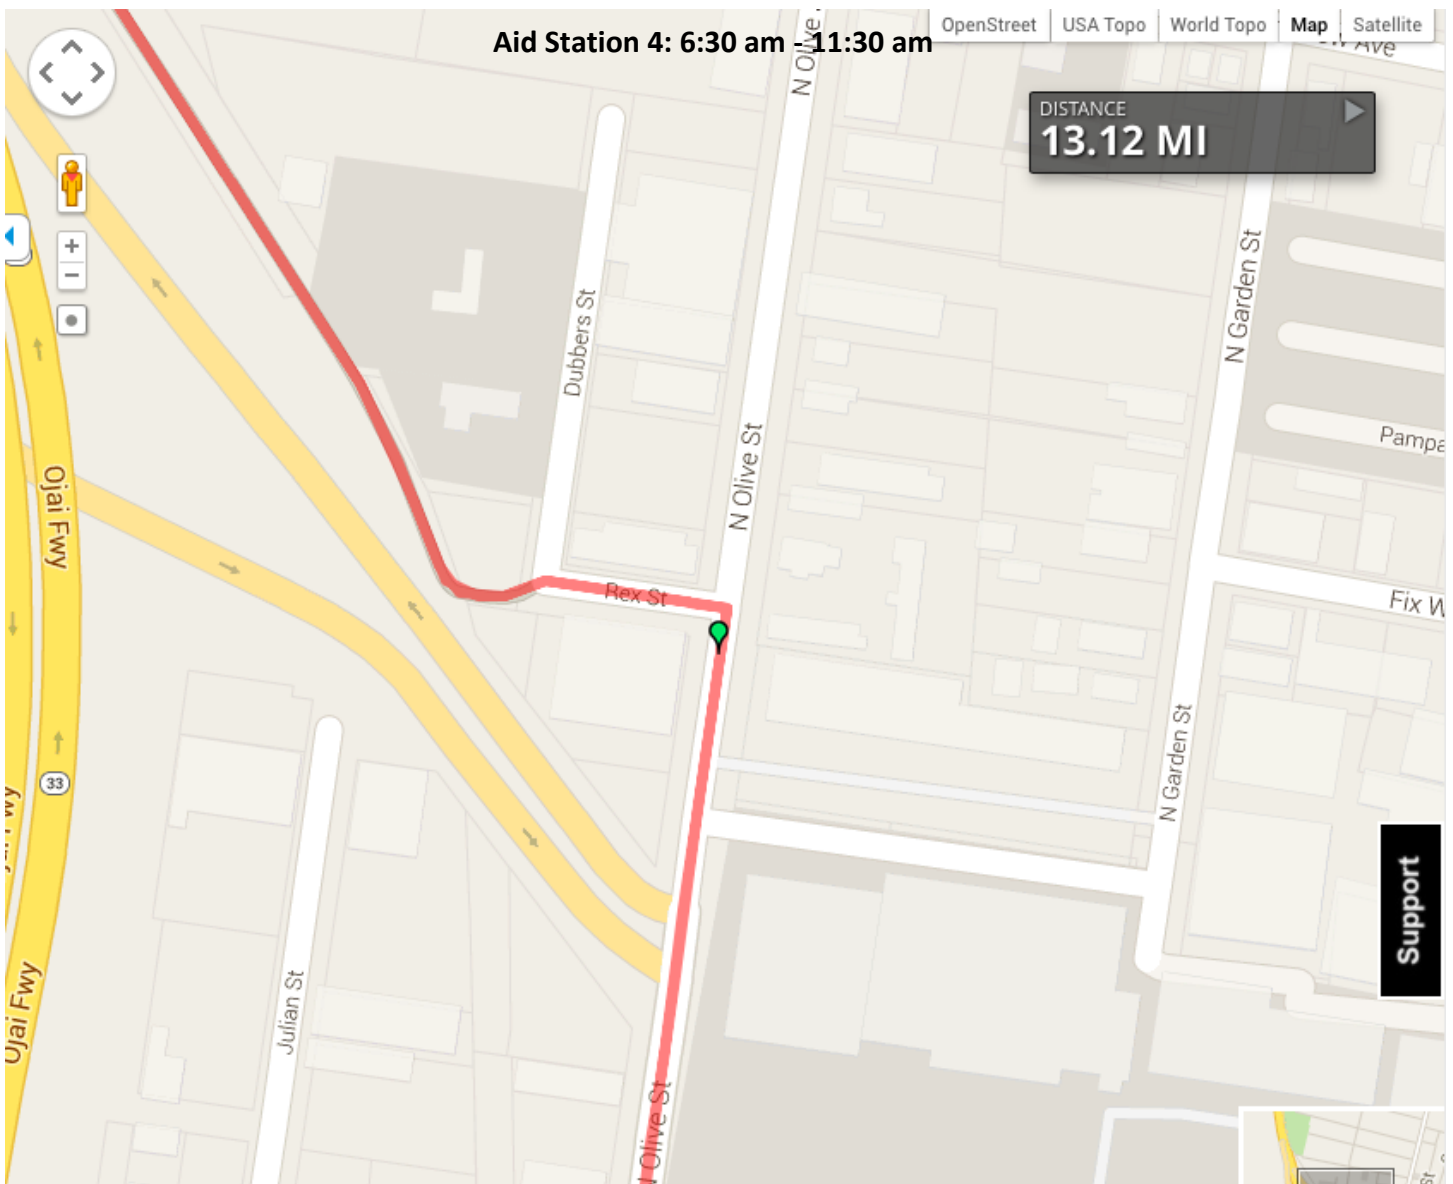 Aid Station 4: 6:30 am - 11:30 am
OpenStreet
USA Topo
World Topo
Map
Satellite
Ave
N Olive
DISTANCE
13.12 MI
N Garden St
Dubbers St
Pampa
N Olive St
Ojai Fwy
Rex St
Fix W
N Garden St
33
Support
Ojai Fwy
Julian St
N Olive St
St